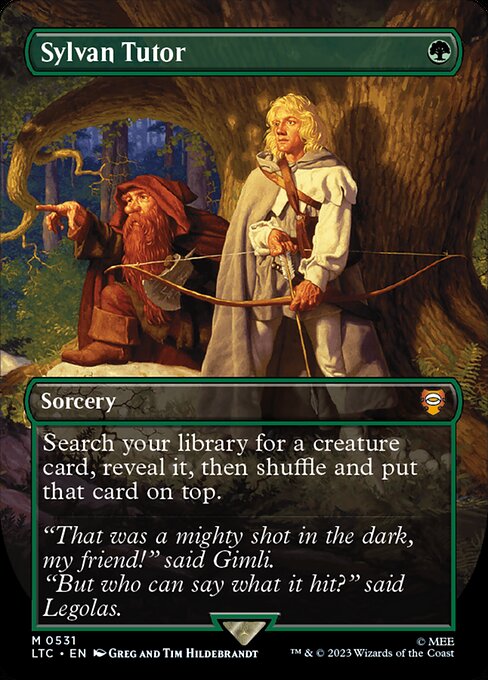 Sylvan Tutor
Sorcery
Search your library for a creature
card, reveal it, then shuffle and put
that card on top.
“That was a mighty shot in the dark,
my friend!” said Gimli.
“But who can say what it hit?” said
Legolas.
M 0531
LTC • EN Greg and Tim Hildebrandt
© MEE
™ & © 2023 Wizards of the Coast